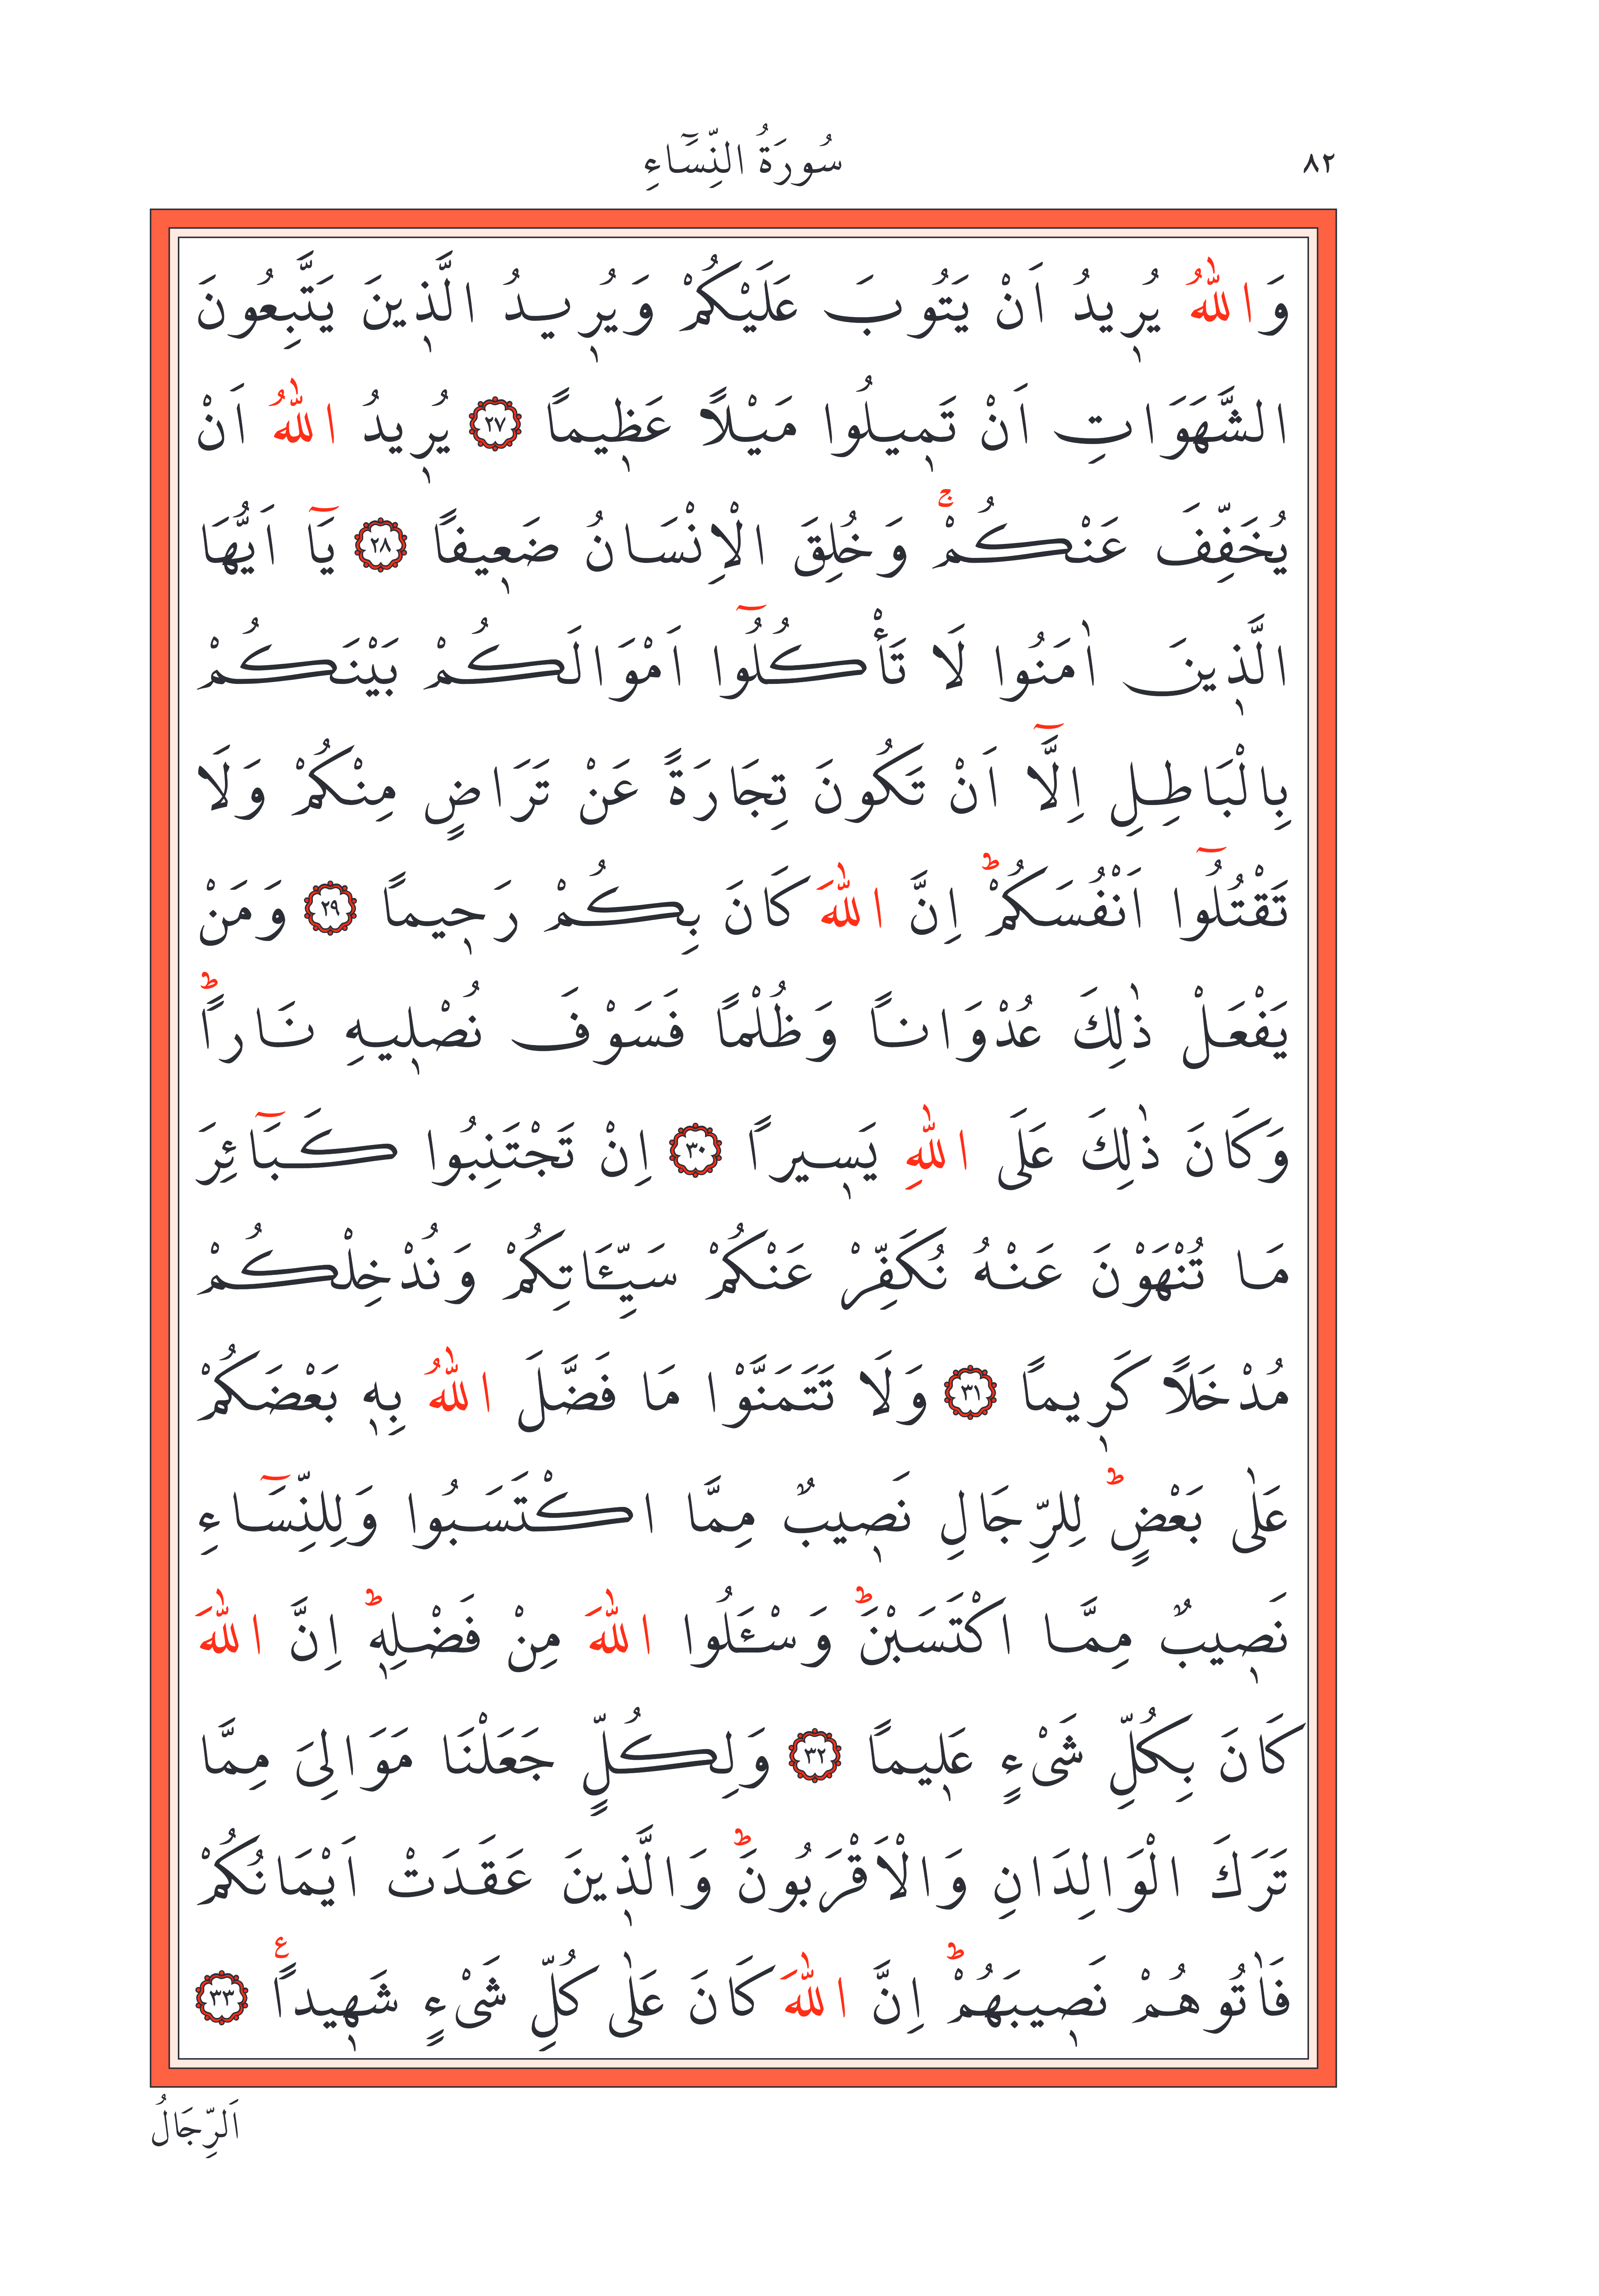 ٨٢
سُورَةُ النِّسَٓاءِ
وَاللّٰهُ يُر۪يدُ اَنْ يَتُوبَ عَلَيْكُمْ وَيُر۪يدُ الَّذ۪ينَ يَتَّبِعُونَ
الشَّهَوَاتِ اَنْ تَم۪يلُوا مَيْلاً عَظ۪يماً ﴿٢٧﴾ يُر۪يدُ اللّٰهُ اَنْ
يُخَفِّفَ عَنْكُمْۚ وَخُلِقَ الْاِنْسَانُ ضَع۪يفاً ﴿٢٨﴾ يَٓا اَيُّهَا
الَّذ۪ينَ اٰمَنُوا لَا تَأْكُلُٓوا اَمْوَالَكُمْ بَيْنَكُمْ
بِالْبَاطِلِ اِلَّٓا اَنْ تَكُونَ تِجَارَةً عَنْ تَرَاضٍ مِنْكُمْ وَلَا
تَقْتُلُٓوا اَنْفُسَكُمْؕ اِنَّ اللّٰهَ كَانَ بِكُمْ رَح۪يماً ﴿٢٩﴾ وَمَنْ
يَفْعَلْ ذٰلِكَ عُدْوَاناً وَظُلْماً فَسَوْفَ نُصْل۪يهِ نَاراًؕ
وَكَانَ ذٰلِكَ عَلَى اللّٰهِ يَس۪يراً ﴿٣٠﴾ اِنْ تَجْتَنِبُوا كَبَٓائِرَ
مَا تُنْهَوْنَ عَنْهُ نُكَفِّرْ عَنْكُمْ سَيِّـَٔاتِكُمْ وَنُدْخِلْكُمْ
مُدْخَلاً كَر۪يماً ﴿٣١﴾ وَلَا تَتَمَنَّوْا مَا فَضَّلَ اللّٰهُ بِه۪ بَعْضَكُمْ
عَلٰى بَعْضٍؕ لِلرِّجَالِ نَص۪يبٌ مِمَّا اكْتَسَبُوا وَلِلنِّسَٓاءِ
نَص۪يبٌ مِمَّا اكْتَسَبْنَؕ وَسْـَٔلُوا اللّٰهَ مِنْ فَضْلِه۪ؕ اِنَّ اللّٰهَ
كَانَ بِكُلِّ شَيْءٍ عَل۪يماً ﴿٣٢﴾ وَلِكُلٍّ جَعَلْنَا مَوَالِيَ مِمَّا
تَرَكَ الْوَالِدَانِ وَالْاَقْرَبُونَؕ وَالَّذ۪ينَ عَقَدَتْ اَيْمَانُكُمْ
فَاٰتُوهُمْ نَص۪يبَهُمْؕ اِنَّ اللّٰهَ كَانَ عَلٰى كُلِّ شَيْءٍ شَه۪يداً۟ ﴿٣٣﴾ ع
اَلرِّجَالُ